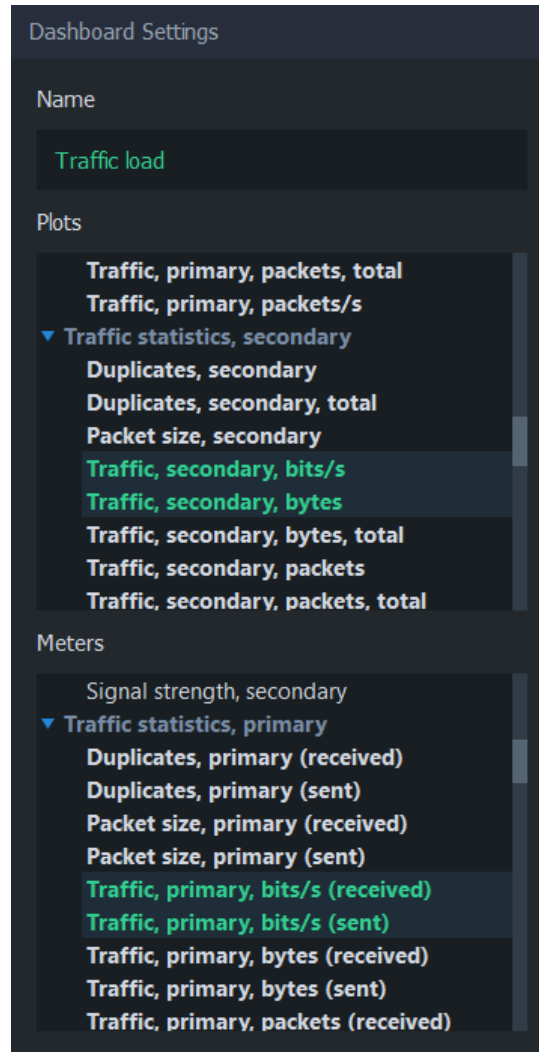 Dashboard Settings
Name
Traffic load
Plots
Traffic, primary, packets, total
Traffic, primary, packets/s
Traffic statistics, secondary
Duplicates, secondary
Duplicates, secondary, total
Packet size, secondary
Traffic, secondary, bits/s
Traffic, secondary, bytes
Traffic, secondary, bytes, total
Traffic, secondary, packets
Traffic, secondary, packets, total
Meters
Signal strength, secondary
Traffic statistics, primary
Duplicates, primary (received)
Duplicates, primary (sent)
Packet size, primary (received)
Packet size, primary (sent)
Traffic, primary, bits/s (received)
Traffic, primary, bits/s (sent)
Traffic, primary, bytes (received)
Traffic, primary, bytes (sent)
Traffic, primary, packets (received)